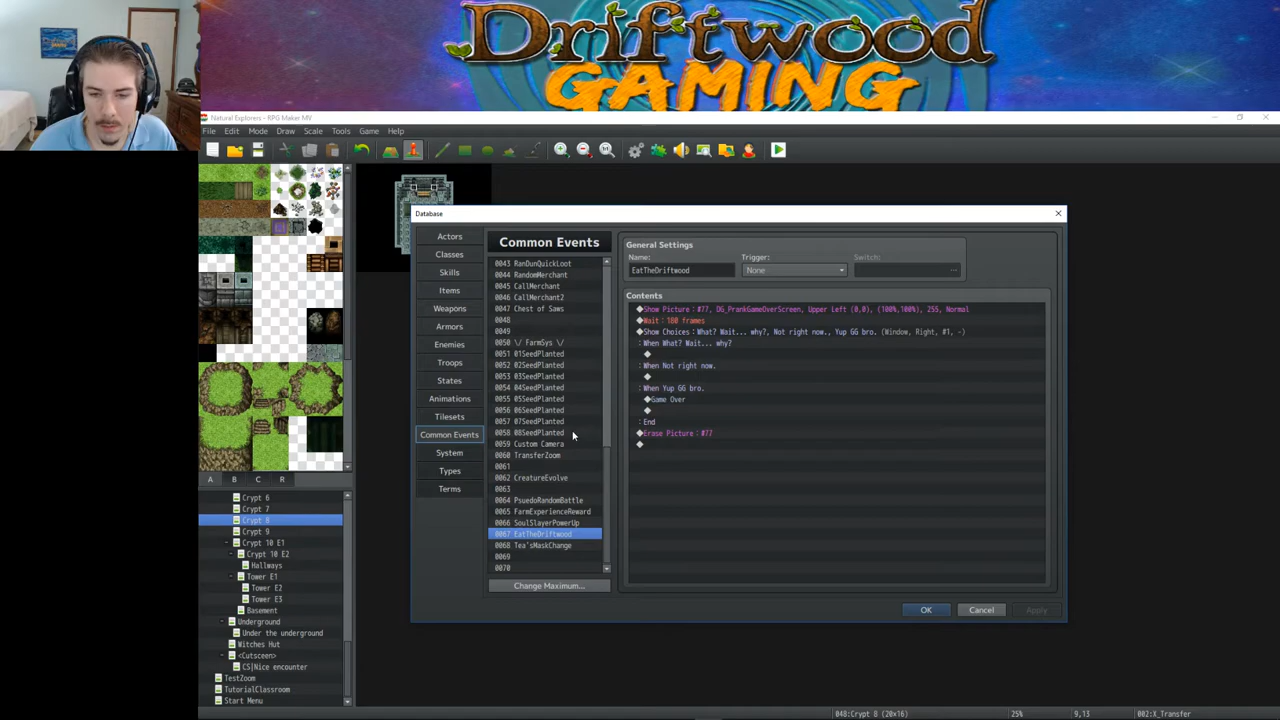 Driftwood
GAMING
Natural Explorers - RPG Maker MV
File Edit Mode Draw Scale Tools Game Help
Database
Actors
Classes
Skills
Items
Weapons
Armors
Enemies
Troops
States
Animations
Tilesets
Common Events
System
Types
Terms
Common Events
0043 RanDunQuickLoot
0044 RandomMerchant
0045 CallMerchant
0046 CallMerchant2
0047 Chest of Saws
0048
0049
0050 \/ FarmSys \/
0051 01SeedPlanted
0052 02SeedPlanted
0053 03SeedPlanted
0054 04SeedPlanted
0055 05SeedPlanted
0056 06SeedPlanted
0057 07SeedPlanted
0058 08SeedPlanted
0059 Custom Camera
0060 TransferZoom
0061
0062 CreatureEvolve
0063
0064 PsuedoRandomBattle
0065 FarmExperienceReward
0066 SoulSlayerPowerUp
0067 EatTheDriftwood
0068 Tea'sMaskChange
0069
0070
Change Maximum...
General Settings
Name: Trigger: Switch:
EatTheDriftwood None ...
Contents
◆Show Picture : #77, DG_PrankGameOverScreen, Upper Left (0,0), (100%,100%), 255, Normal
◆Wait : 180 frames
◆Show Choices : What? Wait... why?, Not right now., Yup GG bro. (Window, Right, #1, -)
: When What? Wait... why?
◆
: When Not right now.
◆
: When Yup GG bro.
◆Game Over
◆
: End
◆Erase Picture : #77
◆
OK Cancel Apply
A B C R
Crypt 6
Crypt 7
Crypt 8
Crypt 9
Crypt 10 E1
Crypt 10 E2
Hallways
Tower E1
Tower E2
Tower E3
Basement
Underground
Under the underground
Witches Hut
<Cutsceen>
CS|Nice encounter
TestZoom
TutorialClassroom
Start Menu
048:Crypt 8 (20x16) 25% 9,13 002:X_Transfer